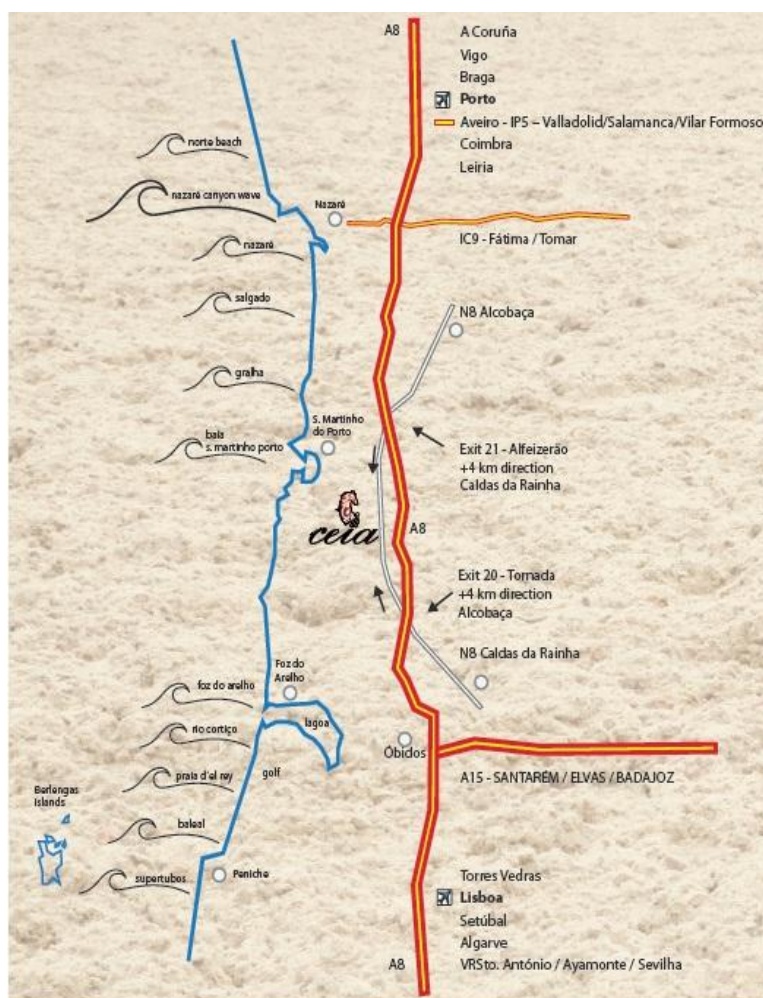 A8
A Coruña
Vigo
Braga
Porto
Aveiro - IP5 – Valladolid/Salamanca/Vilar Formoso
Coimbra
Leíria
norte beach
nazaré canyon wave
Nazaré
IC9 - Fátima / Tomar
nazaré
salgado
N8 Alcobaça
gralha
S. Martinho
do Porto
baía
s. martinho porto
Exit 21 - Alfeizerão
+4 km direction
Caldas da Rainha
ceia
A8
Exit 20 - Tornada
+4 km direction
Alcobaça
N8 Caldas da Rainha
Foz do
Arelho
foz do arelho
lagoa
rio cortiço
Óbidos
golf
praia d'el rey
A15 - SANTARÉM / ELVAS / BADAJOZ
Berlengas
Islands
baleal
Peniche
supertubos
Torres Vedras
Lisboa
Setúbal
Algarve
A8
VRSto. António / Ayamonte / Sevilha